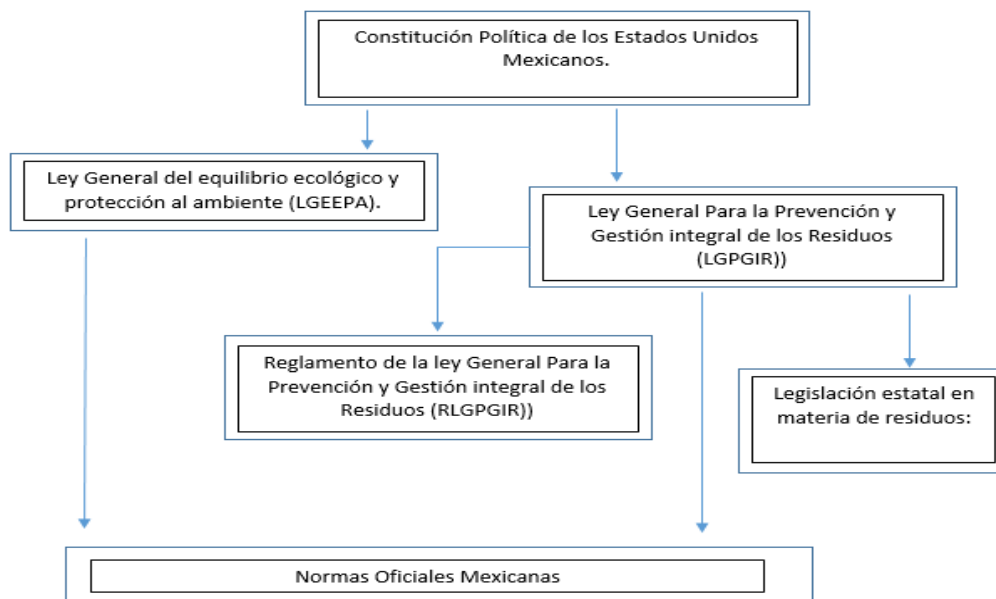 Constitución Política de los Estados Unidos
Mexicanos.
Ley General del equilibrio ecológico y
protección al ambiente (LGEEPA).
Ley General Para la Prevención y
Gestión integral de los Residuos
(LGPGIR))
Reglamento de la ley General Para la
Prevención y Gestión integral de los
Residuos (RLGPGIR))
Legislación estatal en
materia de residuos:
Normas Oficiales Mexicanas